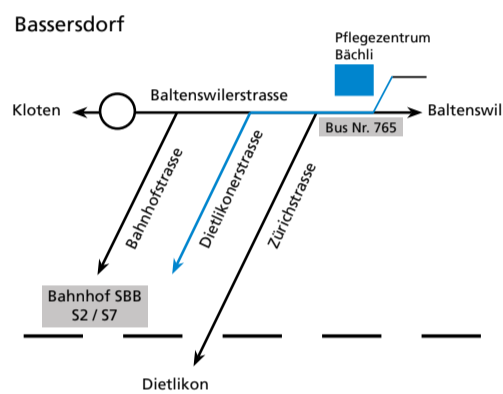 Bassersdorf
Pflegezentrum
Bächli
Baltenswilerstrasse
Kloten
Baltenswil
Bus Nr. 765
Bahnhofstrasse
Dietlikonerstrasse
Zürichstrasse
Bahnhof SBB
S2 / S7
Dietlikon